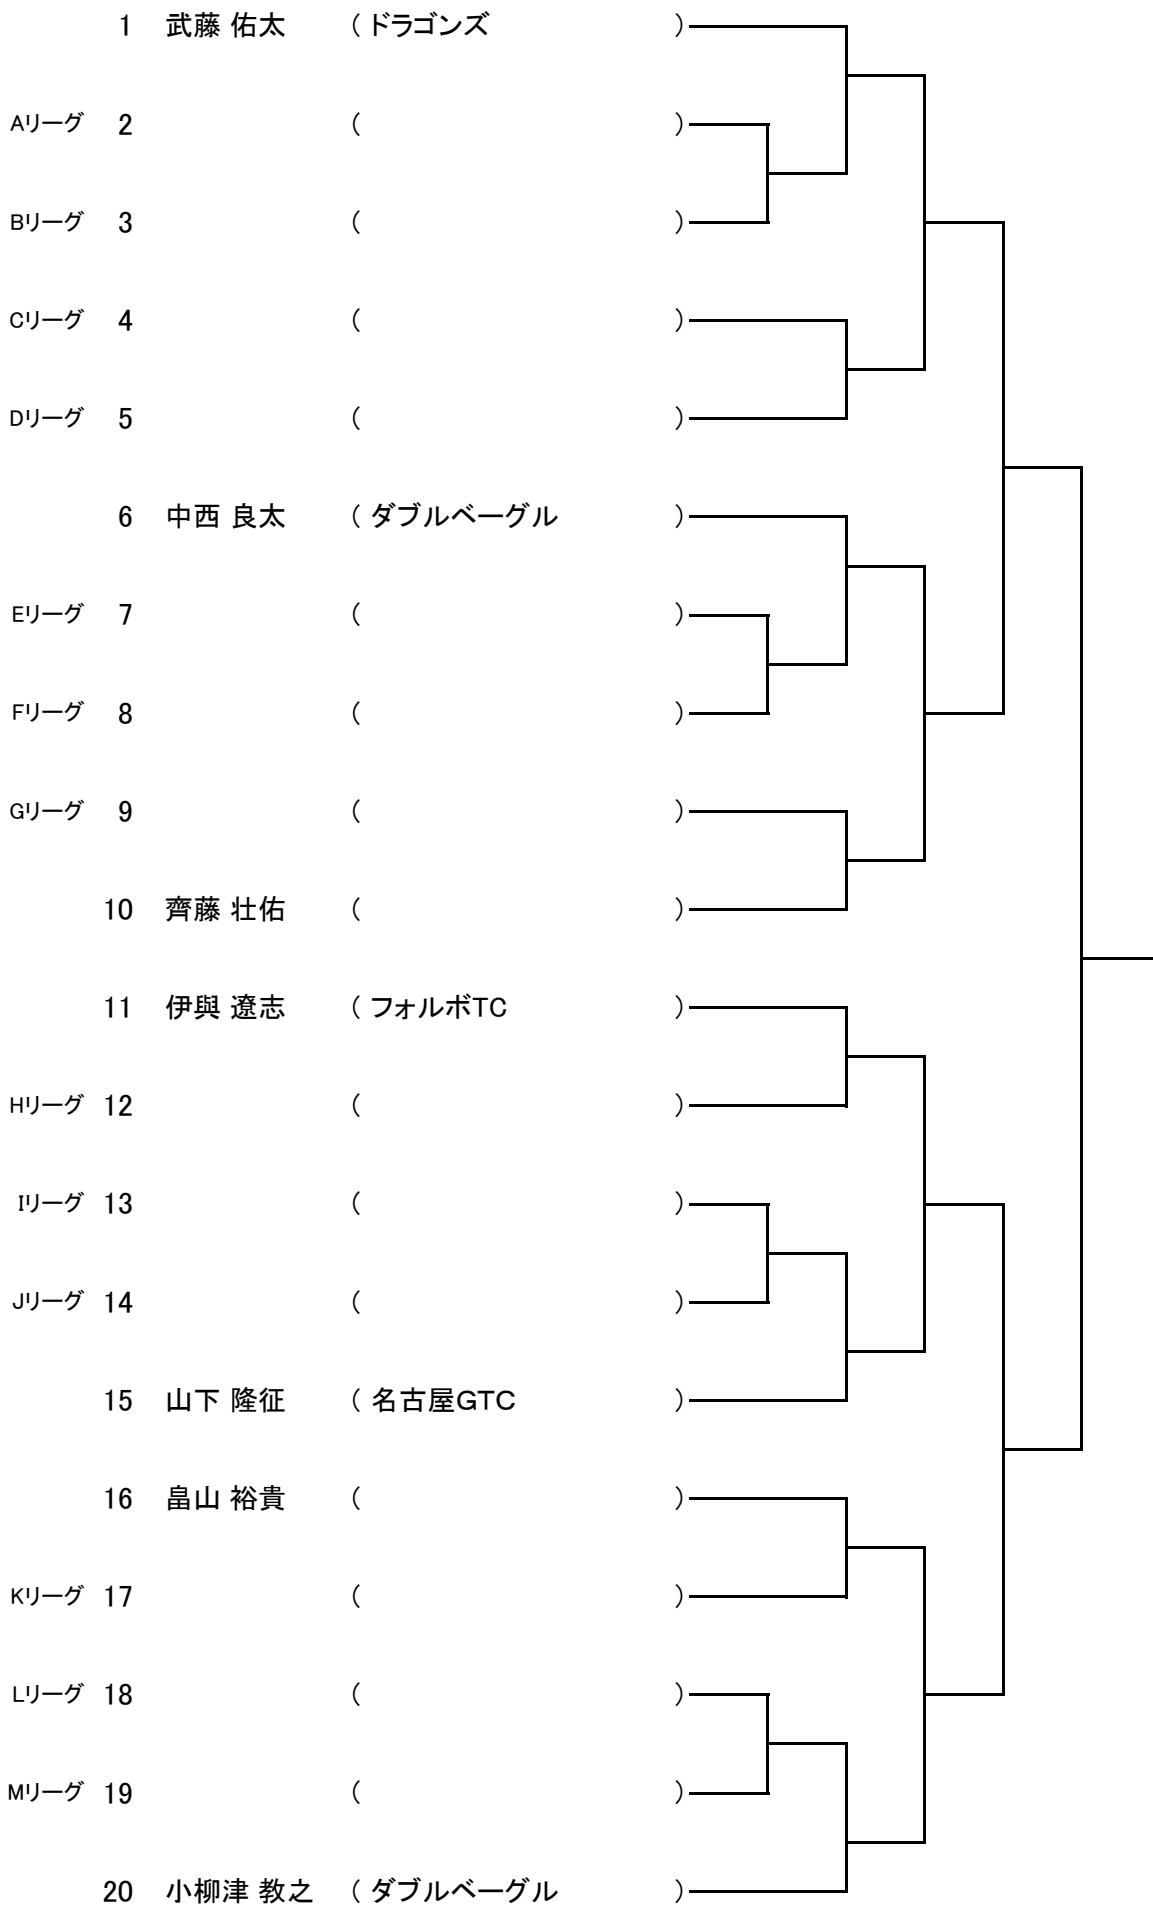 1 武藤 佑太 ( ドラゴンズ )
Aリーグ 2 ( )
Bリーグ 3 ( )
Cリーグ 4 ( )
Dリーグ 5 ( )
6 中西 良太 ( ダブルベーグル )
Eリーグ 7 ( )
Fリーグ 8 ( )
Gリーグ 9 ( )
10 齊藤 壮佑 ( )
11 伊與 遼志 ( フォルボTC )
Hリーグ 12 ( )
Iリーグ 13 ( )
Jリーグ 14 ( )
15 山下 隆征 ( 名古屋GTC )
16 畠山 裕貴 ( )
Kリーグ 17 ( )
Lリーグ 18 ( )
Mリーグ 19 ( )
20 小柳津 教之 ( ダブルベーグル )